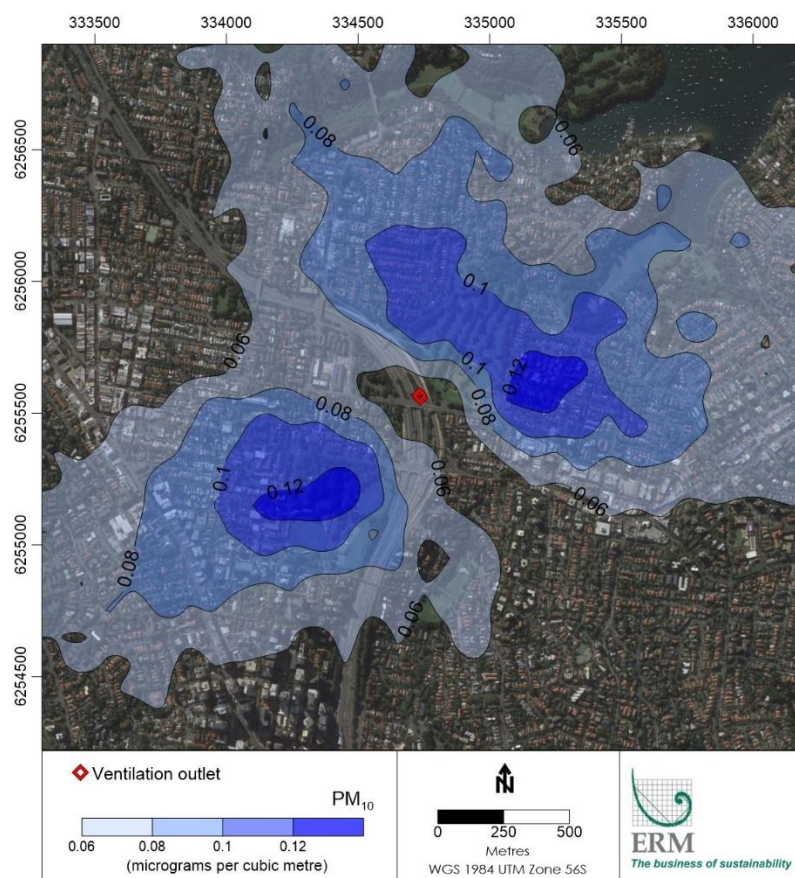 333500 334000 334500 335000 335500 336000
6256500
6256000
6255500
6255000
6254500
0.08
0.06
0.1
0.06
0.1
0.12
0.08
0.08
0.1
0.12
0.06
0.06
0.08
0.06
Ventilation outlet
PM10
0.06 0.08 0.1 0.12
(micrograms per cubic metre)
N
0 250 500
Metres
WGS 1984 UTM Zone 56S
ERM
The business of sustainability